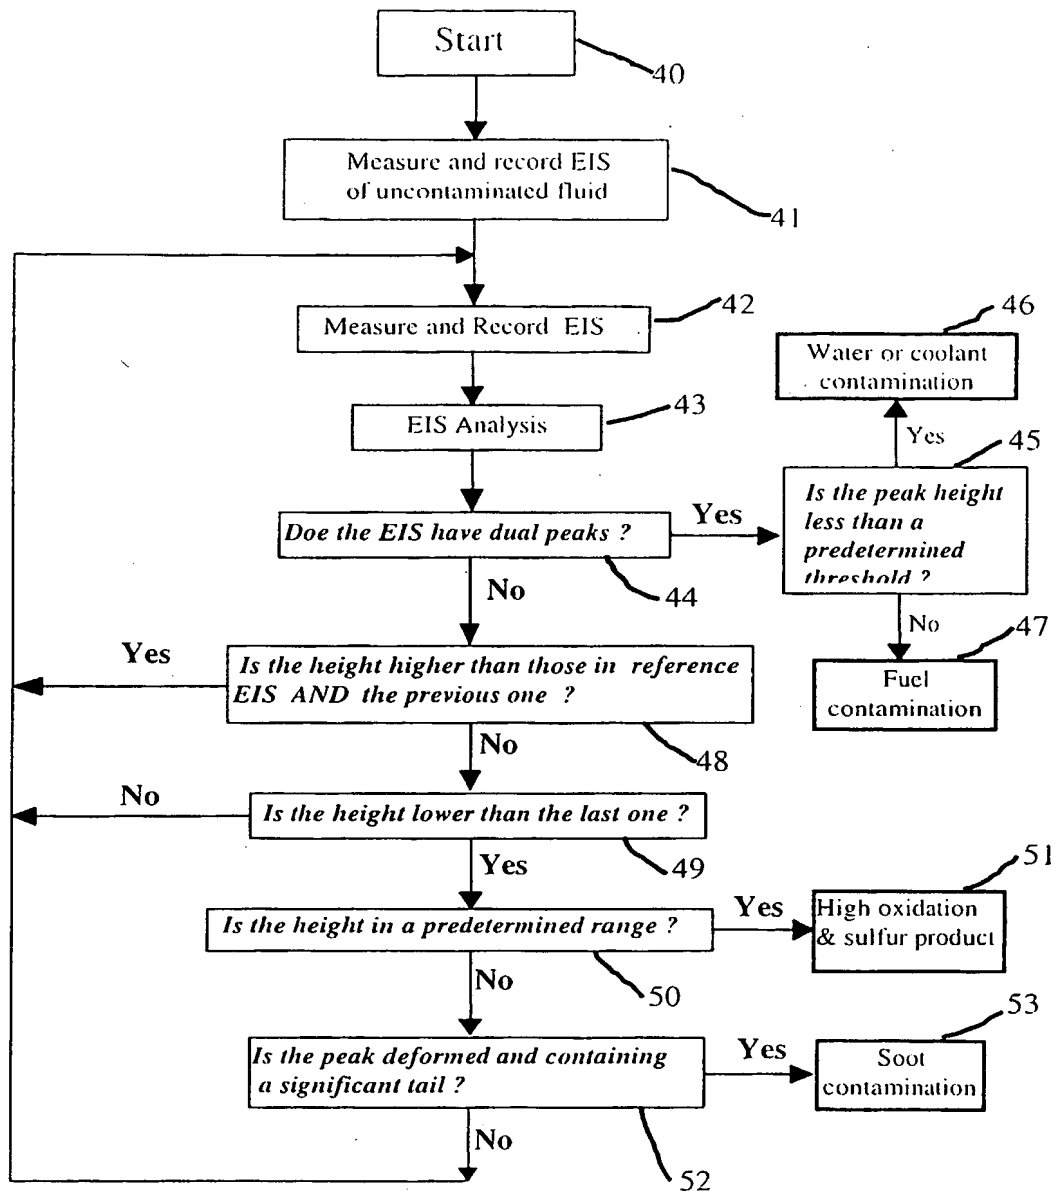 Start
40
Measure and record EIS
of uncontaminated fluid
41
Measure and Record EIS
42
EIS Analysis
43
46
Water or coolant
contamination
Yes
45
Is the peak height
less than a
predetermined
threshold ?
Doe the EIS have dual peaks ?
Yes
44
No
No
47
Fuel
contamination
Yes
Is the height higher than those in reference
EIS AND the previous one ?
48
No
No
Is the height lower than the last one ?
49
Yes
Is the height in a predetermined range ?
Yes
51
High oxidation
& sulfur product
50
No
Is the peak deformed and containing
a significant tail ?
Yes
53
Soot
contamination
52
No